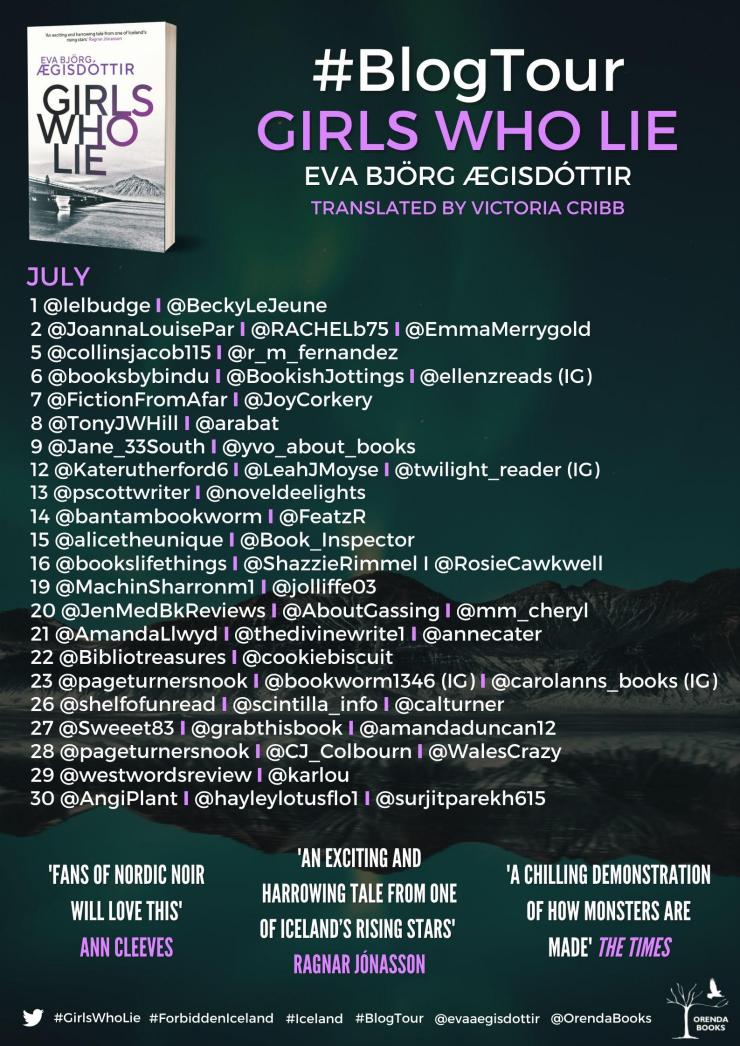 'An exciting and harrowing tale from one of Iceland's
rising stars' Ragnar Jónasson
EVA BJÖRG
ÆGISDÓTTIR
GIRLS
WHO
LIE
#BlogTour
GIRLS WHO LIE
EVA BJÖRG ÆGISDÓTTIR
TRANSLATED BY VICTORIA CRIBB
JULY
1 @lelbudge I @BeckyLeJeune
2 @JoannaLouisePar I @RACHELb75 I @EmmaMerrygold
5 @collinsjacob115 I @r_m_fernandez
6 @booksbybindu I @BookishJottings I @ellenzreads (IG)
7 @FictionFromAfar I @JoyCorkery
8 @TonyJWHill I @arabat
9 @Jane_33South I @yvo_about_books
12 @Katerutherford6 I @LeahJMoyse I @twilight_reader (IG)
13 @pscottwriter I @noveldeelights
14 @bantambookworm I @FeatzR
15 @alicetheunique I @Book_Inspector
16 @bookslifethings I @ShazzieRimmel I @RosieCawkwell
19 @MachinSharronm1 I @jolliffe03
20 @JenMedBkReviews I @AboutGassing I @mm_cheryl
21 @AmandaLlwyd I @thedivinewrite1 I @annecater
22 @Bibliotreasures I @cookiebiscuit
23 @pageturnersnook I @bookworm1346 (IG) I @carolanns_books (IG)
26 @shelfofunread I @scintilla_info I @calturner
27 @Sweeet83 I @grabthisbook I @amandaduncan12
28 @pageturnersnook I @CJ_Colbourn I @WalesCrazy
29 @westwordsreview I @karlou
30 @AngiPlant I @hayleylotusflo1 I @surjitparekh615
'FANS OF NORDIC NOIR
WILL LOVE THIS'
ANN CLEEVES
'AN EXCITING AND
HARROWING TALE FROM ONE
OF ICELAND'S RISING STARS'
RAGNAR JÓNASSON
'A CHILLING DEMONSTRATION
OF HOW MONSTERS ARE
MADE' THE TIMES
#GirlsWhoLie #ForbiddenIceland #Iceland #BlogTour @evaaegisdottir @OrendaBooks
ORENDA
BOOKS